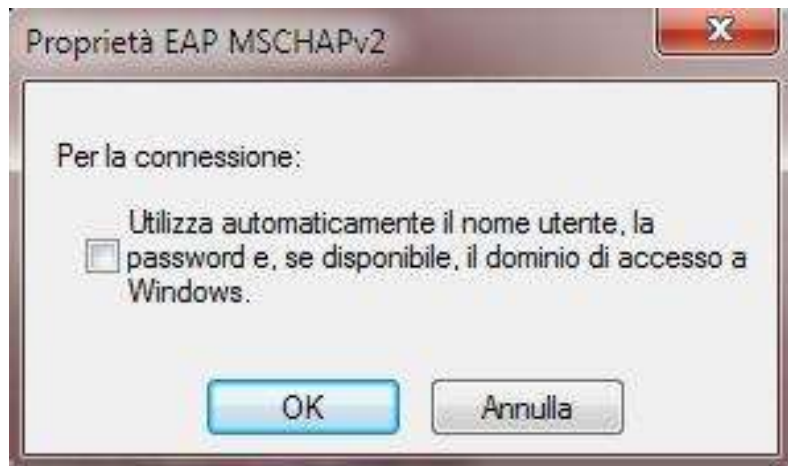 Proprietà EAP MSCHAPv2
Per la connessione:
Utilizza automaticamente il nome utente, la
password e, se disponibile, il dominio di accesso a
Windows.
OK
Annulla